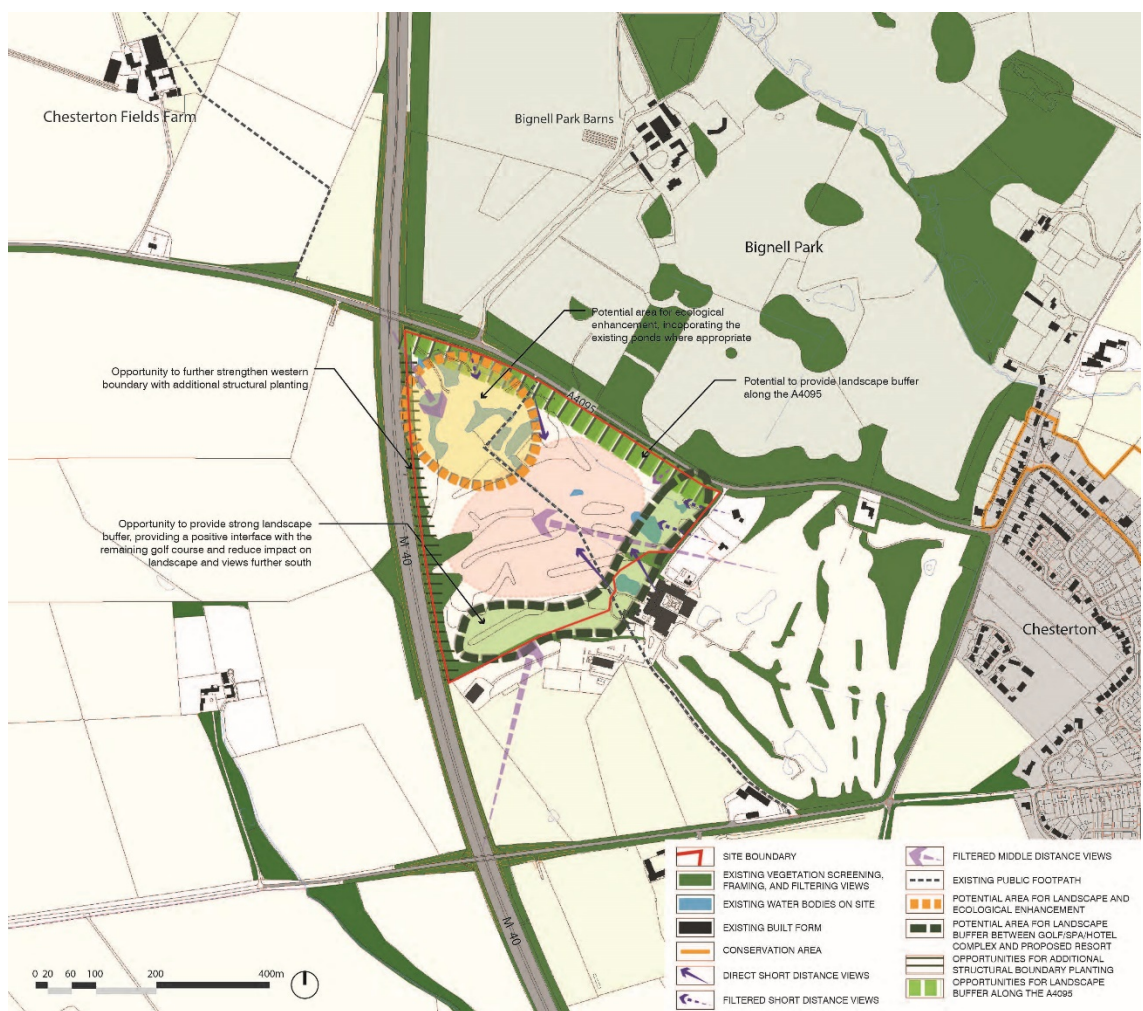 Chesterton Fields Farm
Bignell Park Barns
Bignell Park
Potential area for ecological
enhancement, incoporating the
existing ponds where appropriate
Opportunity to further strengthen western
boundary with additional structural planting
A4095
Potential to provide landscape buffer
along the A4095
Opportunity to provide strong landscape
buffer, providing a positive interface with the
remaining golf course and reduce impact on
landscape and views further south
M 40
Chesterton
M 40
SITE BOUNDARY
EXISTING VEGETATION SCREENING,
FRAMING, AND FILTERING VIEWS
EXISTING WATER BODIES ON SITE
EXISTING BUILT FORM
CONSERVATION AREA
DIRECT SHORT DISTANCE VIEWS
FILTERED SHORT DISTANCE VIEWS
FILTERED MIDDLE DISTANCE VIEWS
EXISTING PUBLIC FOOTPATH
POTENTIAL AREA FOR LANDSCAPE AND
ECOLOGICAL ENHANCEMENT
POTENTIAL AREA FOR LANDSCAPE
BUFFER BETWEEN GOLF/SPA/HOTEL
COMPLEX AND PROPOSED RESORT
OPPORTUNITIES FOR ADDITIONAL
STRUCTURAL BOUNDARY PLANTING
OPPORTUNITIES FOR LANDSCAPE
BUFFER ALONG THE A4095
0 20 60 100 200 400m